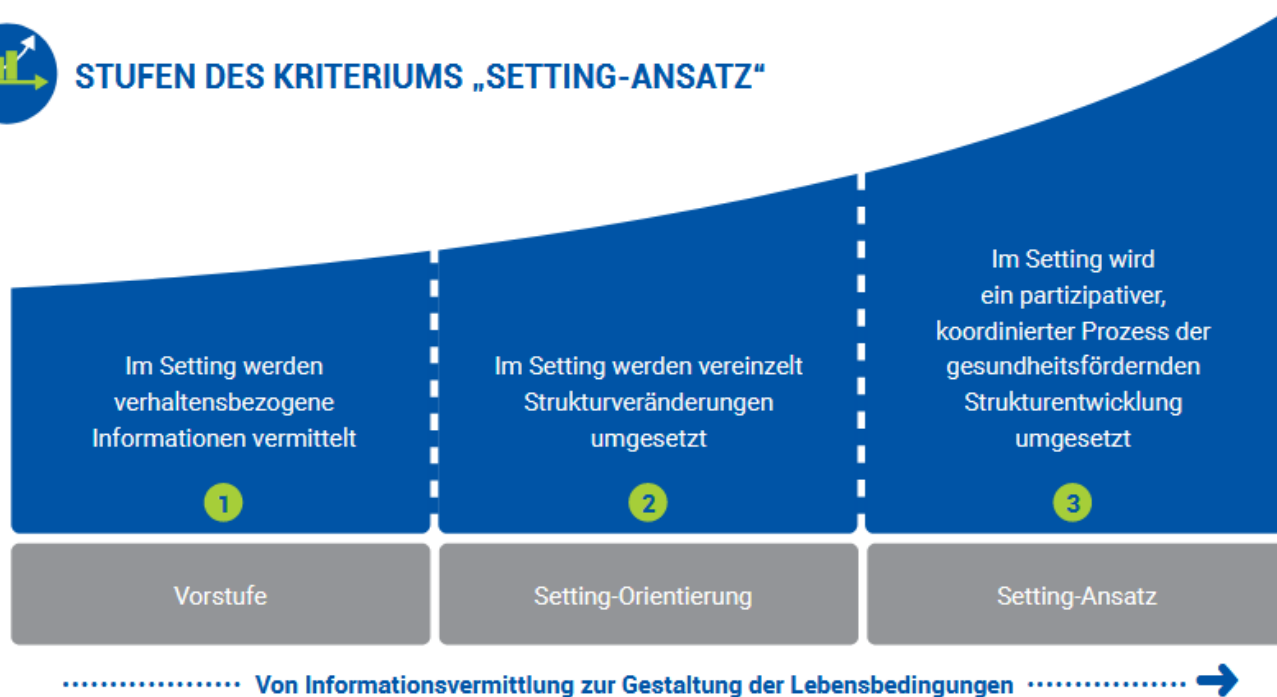 STUFEN DES KRITERIUMS „SETTING-ANSATZ“
Im Setting werden
verhaltensbezogene
Informationen vermittelt
1
Im Setting werden vereinzelt
Strukturveränderungen
umgesetzt
2
Im Setting wird
ein partizipativer,
koordinierter Prozess der
gesundheitsfördernden
Strukturentwicklung
umgesetzt
3
Vorstufe
Setting-Orientierung
Setting-Ansatz
Von Informationsvermittlung zur Gestaltung der Lebensbedingungen